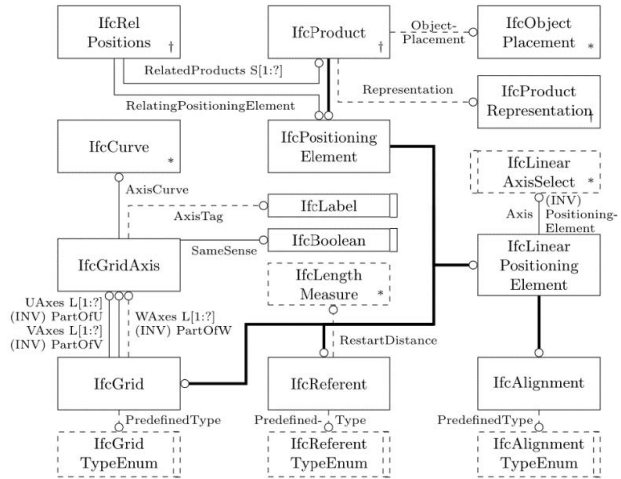 IfcRel
Positions
†
IfcProduct
†
Object-
Placement
IfcObject
Placement
*
RelatedProducts S[1:?]
Representation
RelatingPositioningElement
IfcProduct
Representation
†
IfcCurve
*
IfcPositioning
Element
IfcLinear
AxisSelect
*
AxisCurve
AxisTag
IfcLabel
Axis
(INV)
Positioning-
Element
SameSense
IfcBoolean
IfcGridAxis
IfcLinear
Positioning
Element
IfcLength
Measure
*
UAxes L[1:?]
(INV) PartOfU
VAxes L[1:?]
(INV) PartOfV
WAxes L[1:?]
(INV) PartOfW
RestartDistance
IfcGrid
IfcReferent
IfcAlignment
PredefinedType
Predefined-
Type
PredefinedType
IfcGrid
TypeEnum
IfcReferent
TypeEnum
IfcAlignment
TypeEnum